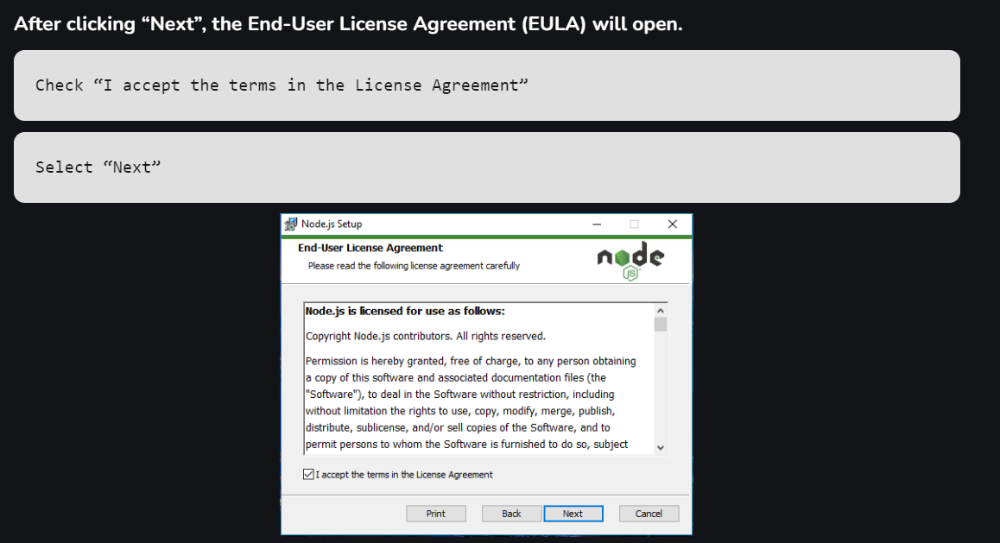 After clicking “Next”, the End-User License Agreement (EULA) will open.
Check “I accept the terms in the License Agreement”
Select “Next”
Node.js Setup
End-User License Agreement
Please read the following license agreement carefully
node
JS
Node.js is licensed for use as follows:
Copyright Node.js contributors. All rights reserved.
Permission is hereby granted, free of charge, to any person obtaining
a copy of this software and associated documentation files (the
"Software"), to deal in the Software without restriction, including
without limitation the rights to use, copy, modify, merge, publish,
distribute, sublicense, and/or sell copies of the Software, and to
permit persons to whom the Software is furnished to do so, subject
I accept the terms in the License Agreement
Print Back Next Cancel